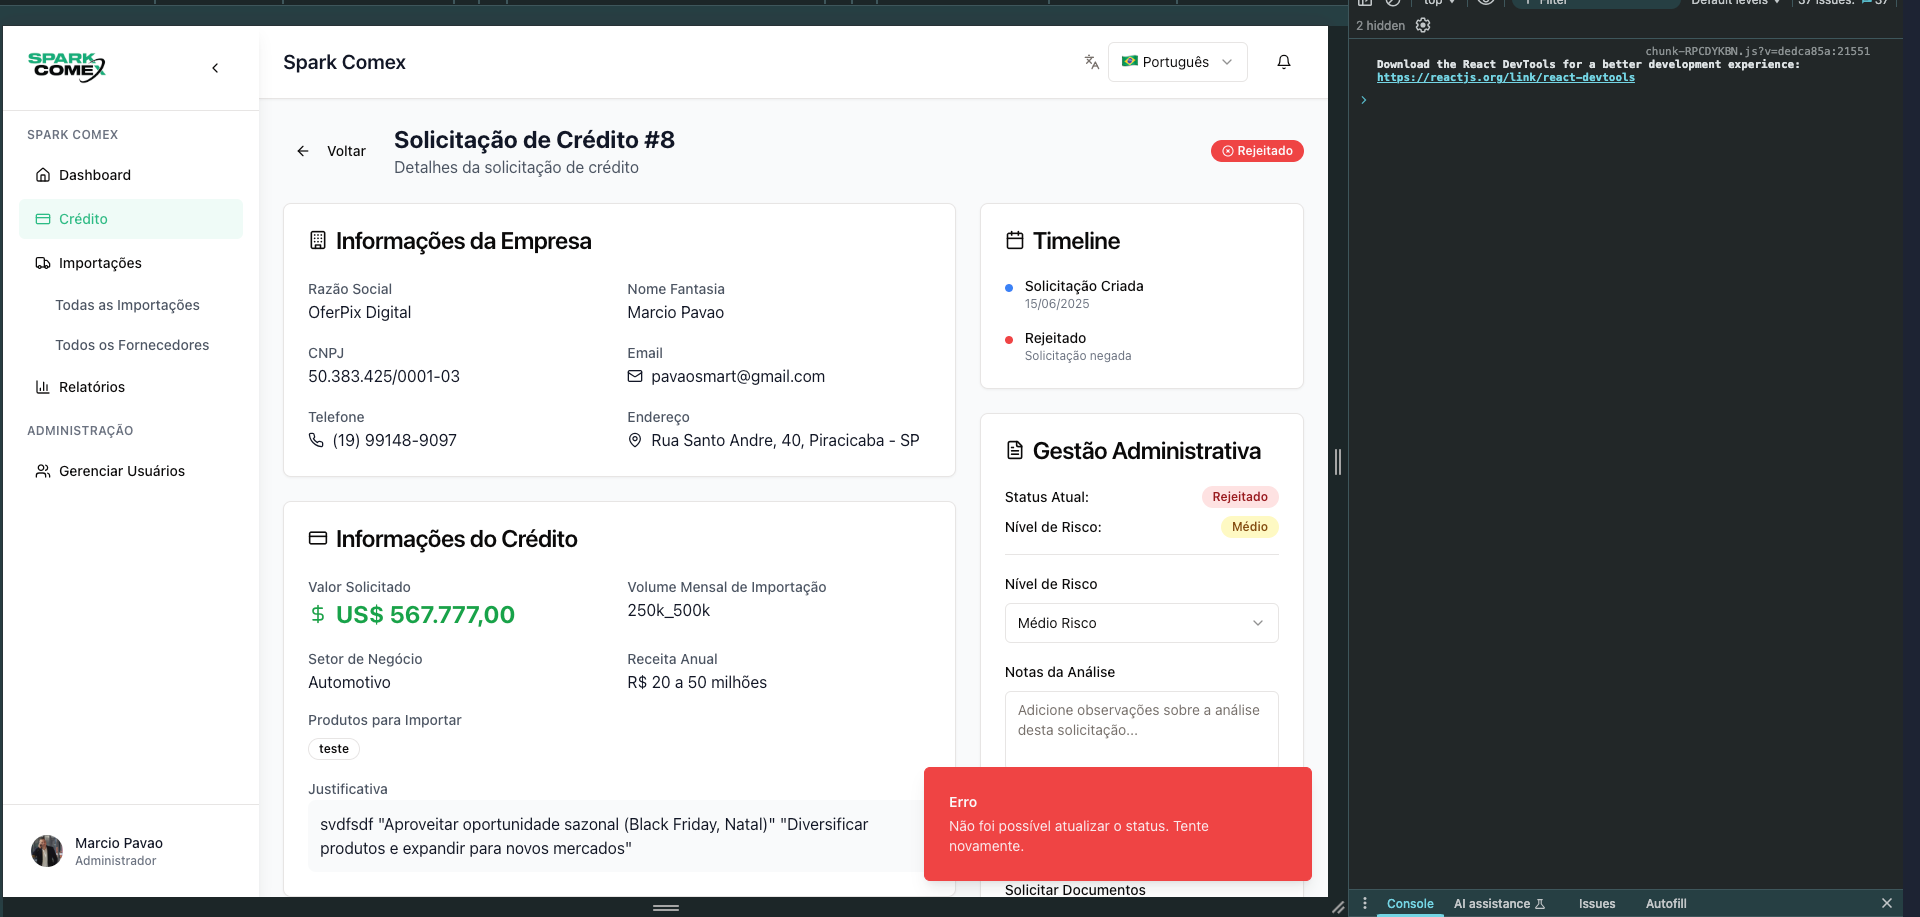 SPARK
COMEX
Spark Comex
Português
SPARK COMEX
Dashboard
Crédito
Importações
Todas as Importações
Todos os Fornecedores
Relatórios
ADMINISTRAÇÃO
Gerenciar Usuários
Marcio Pavao
Administrador
Voltar
Solicitação de Crédito #8
Detalhes da solicitação de crédito
Rejeitado
Informações da Empresa
Razão Social
OferPix Digital
Nome Fantasia
Marcio Pavao
CNPJ
50.383.425/0001-03
Email
pavaosmart@gmail.com
Telefone
(19) 99148-9097
Endereço
Rua Santo Andre, 40, Piracicaba - SP
Informações do Crédito
Valor Solicitado
US$ 567.777,00
Volume Mensal de Importação
250k_500k
Setor de Negócio
Automotivo
Receita Anual
R$ 20 a 50 milhões
Produtos para Importar
teste
Justificativa
svdfsdf "Aproveitar oportunidade sazonal (Black Friday, Natal)" "Diversificar
produtos e expandir para novos mercados"
Timeline
Solicitação Criada
15/06/2025
Rejeitado
Solicitação negada
Gestão Administrativa
Status Atual:
Rejeitado
Nível de Risco:
Médio
Nível de Risco
Médio Risco
Notas da Análise
Adicione observações sobre a análise
desta solicitação...
Erro
Não foi possível atualizar o status. Tente
novamente.
Solicitar Documentos
top
Filter
Default levels
37 Issues:
37
2 hidden
chunk-RPCDYKBN.js?v=dedca85a:21551
Download the React DevTools for a better development experience:
https://reactjs.org/link/react-devtools
Console
AI assistance
Issues
Autofill